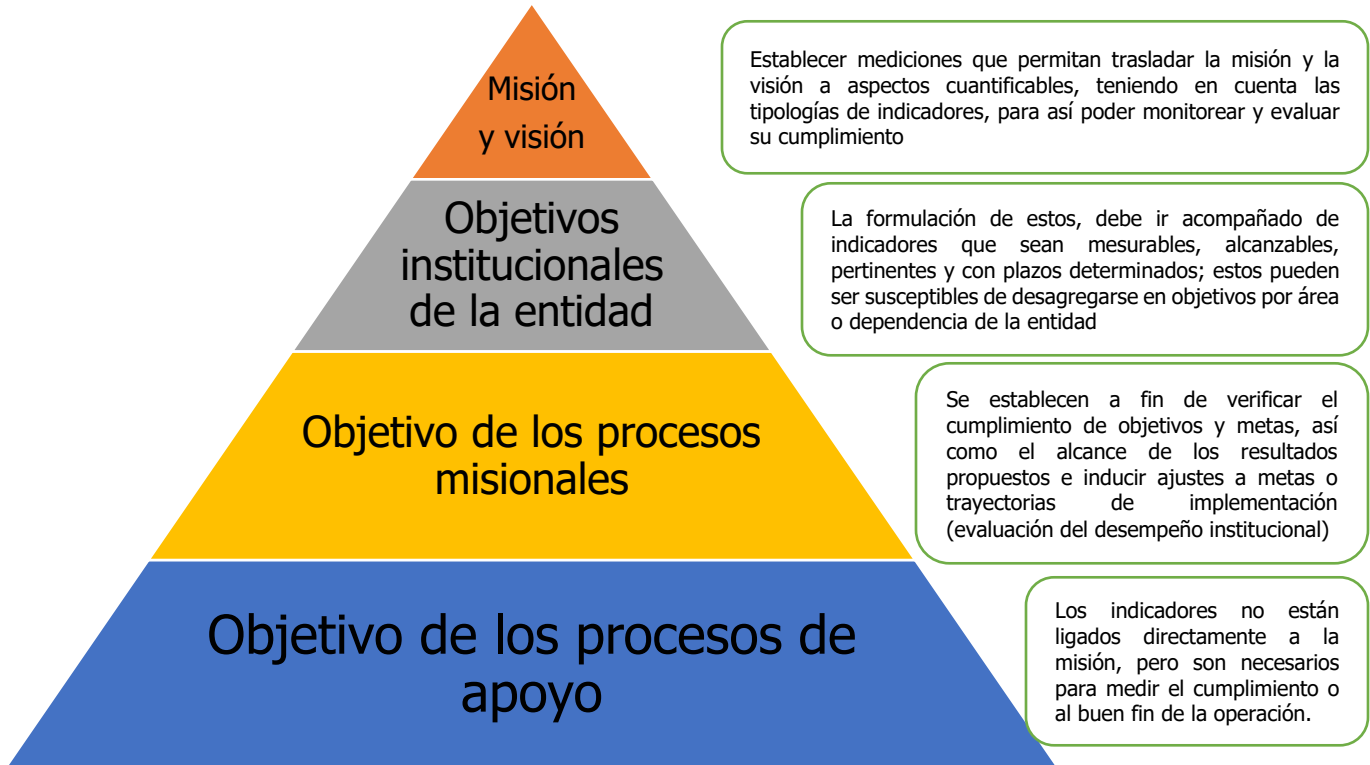 Misión
y visión
Establecer mediciones que permitan trasladar la misión y la
visión a aspectos cuantificables, teniendo en cuenta las
tipologías de indicadores, para así poder monitorear y evaluar
su cumplimiento
Objetivos
institucionales
de la entidad
La formulación de estos, debe ir acompañado de
indicadores que sean mesurables, alcanzables,
pertinentes y con plazos determinados; estos pueden
ser susceptibles de desagregarse en objetivos por área
o dependencia de la entidad
Objetivo de los procesos
misionales
Se establecen a fin de verificar el
cumplimiento de objetivos y metas, así
como el alcance de los resultados
propuestos e inducir ajustes a metas o
trayectorias de implementación
(evaluación del desempeño institucional)
Objetivo de los procesos de
apoyo
Los indicadores no están
ligados directamente a la
misión, pero son necesarios
para medir el cumplimiento o
al buen fin de la operación.